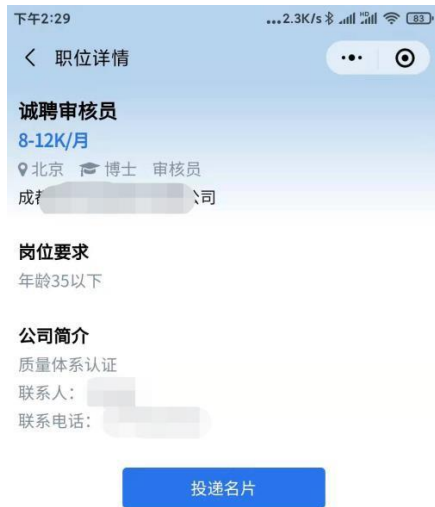 下午2:29
...2.3K/s HD 83
职位详情
诚聘审核员
8-12K/月
北京 博士 审核员
成都 公司
岗位要求
年龄35以下
公司简介
质量体系认证
联系人：
联系电话：
投递名片